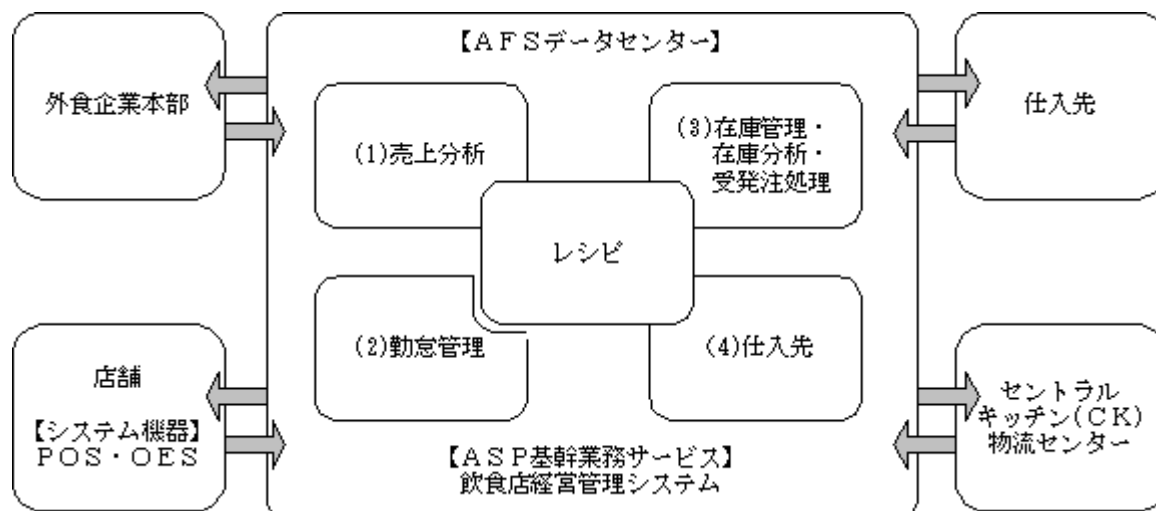 【ＡＦＳデータセンター】
外食企業本部
(1)売上分析
(3)在庫管理・
在庫分析・
受発注処理
仕入先
レシピ
(2)勤怠管理
(4)仕入先
店舗
【システム機器】
ＰＯＳ・ＯＥＳ
セントラル
キッチン(ＣＫ)
物流センター
【ＡＳＰ基幹業務サービス】
飲食店経営管理システム